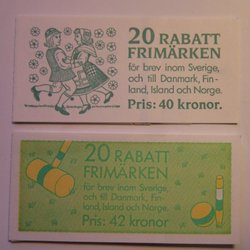 20 RABATT
FRIMÄRKEN
för brev inom Sverige,
och till Danmark, Fin-
land, Island och Norge.
Pris: 40 kronor.
20 RABATT
FRIMÄRKEN
för brev inom Sverige,
och till Danmark, Fin-
land, Island och Norge.
Pris: 42 kronor